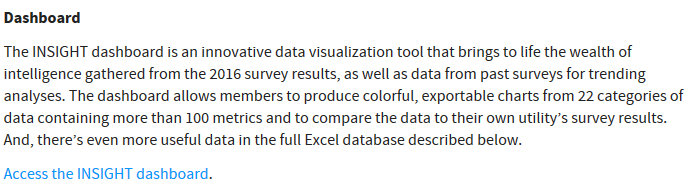 Dashboard
The INSIGHT dashboard is an innovative data visualization tool that brings to life the wealth of
intelligence gathered from the 2016 survey results, as well as data from past surveys for trending
analyses. The dashboard allows members to produce colorful, exportable charts from 22 categories of
data containing more than 100 metrics and to compare the data to their own utility’s survey results.
And, there’s even more useful data in the full Excel database described below.
Access the INSIGHT dashboard.